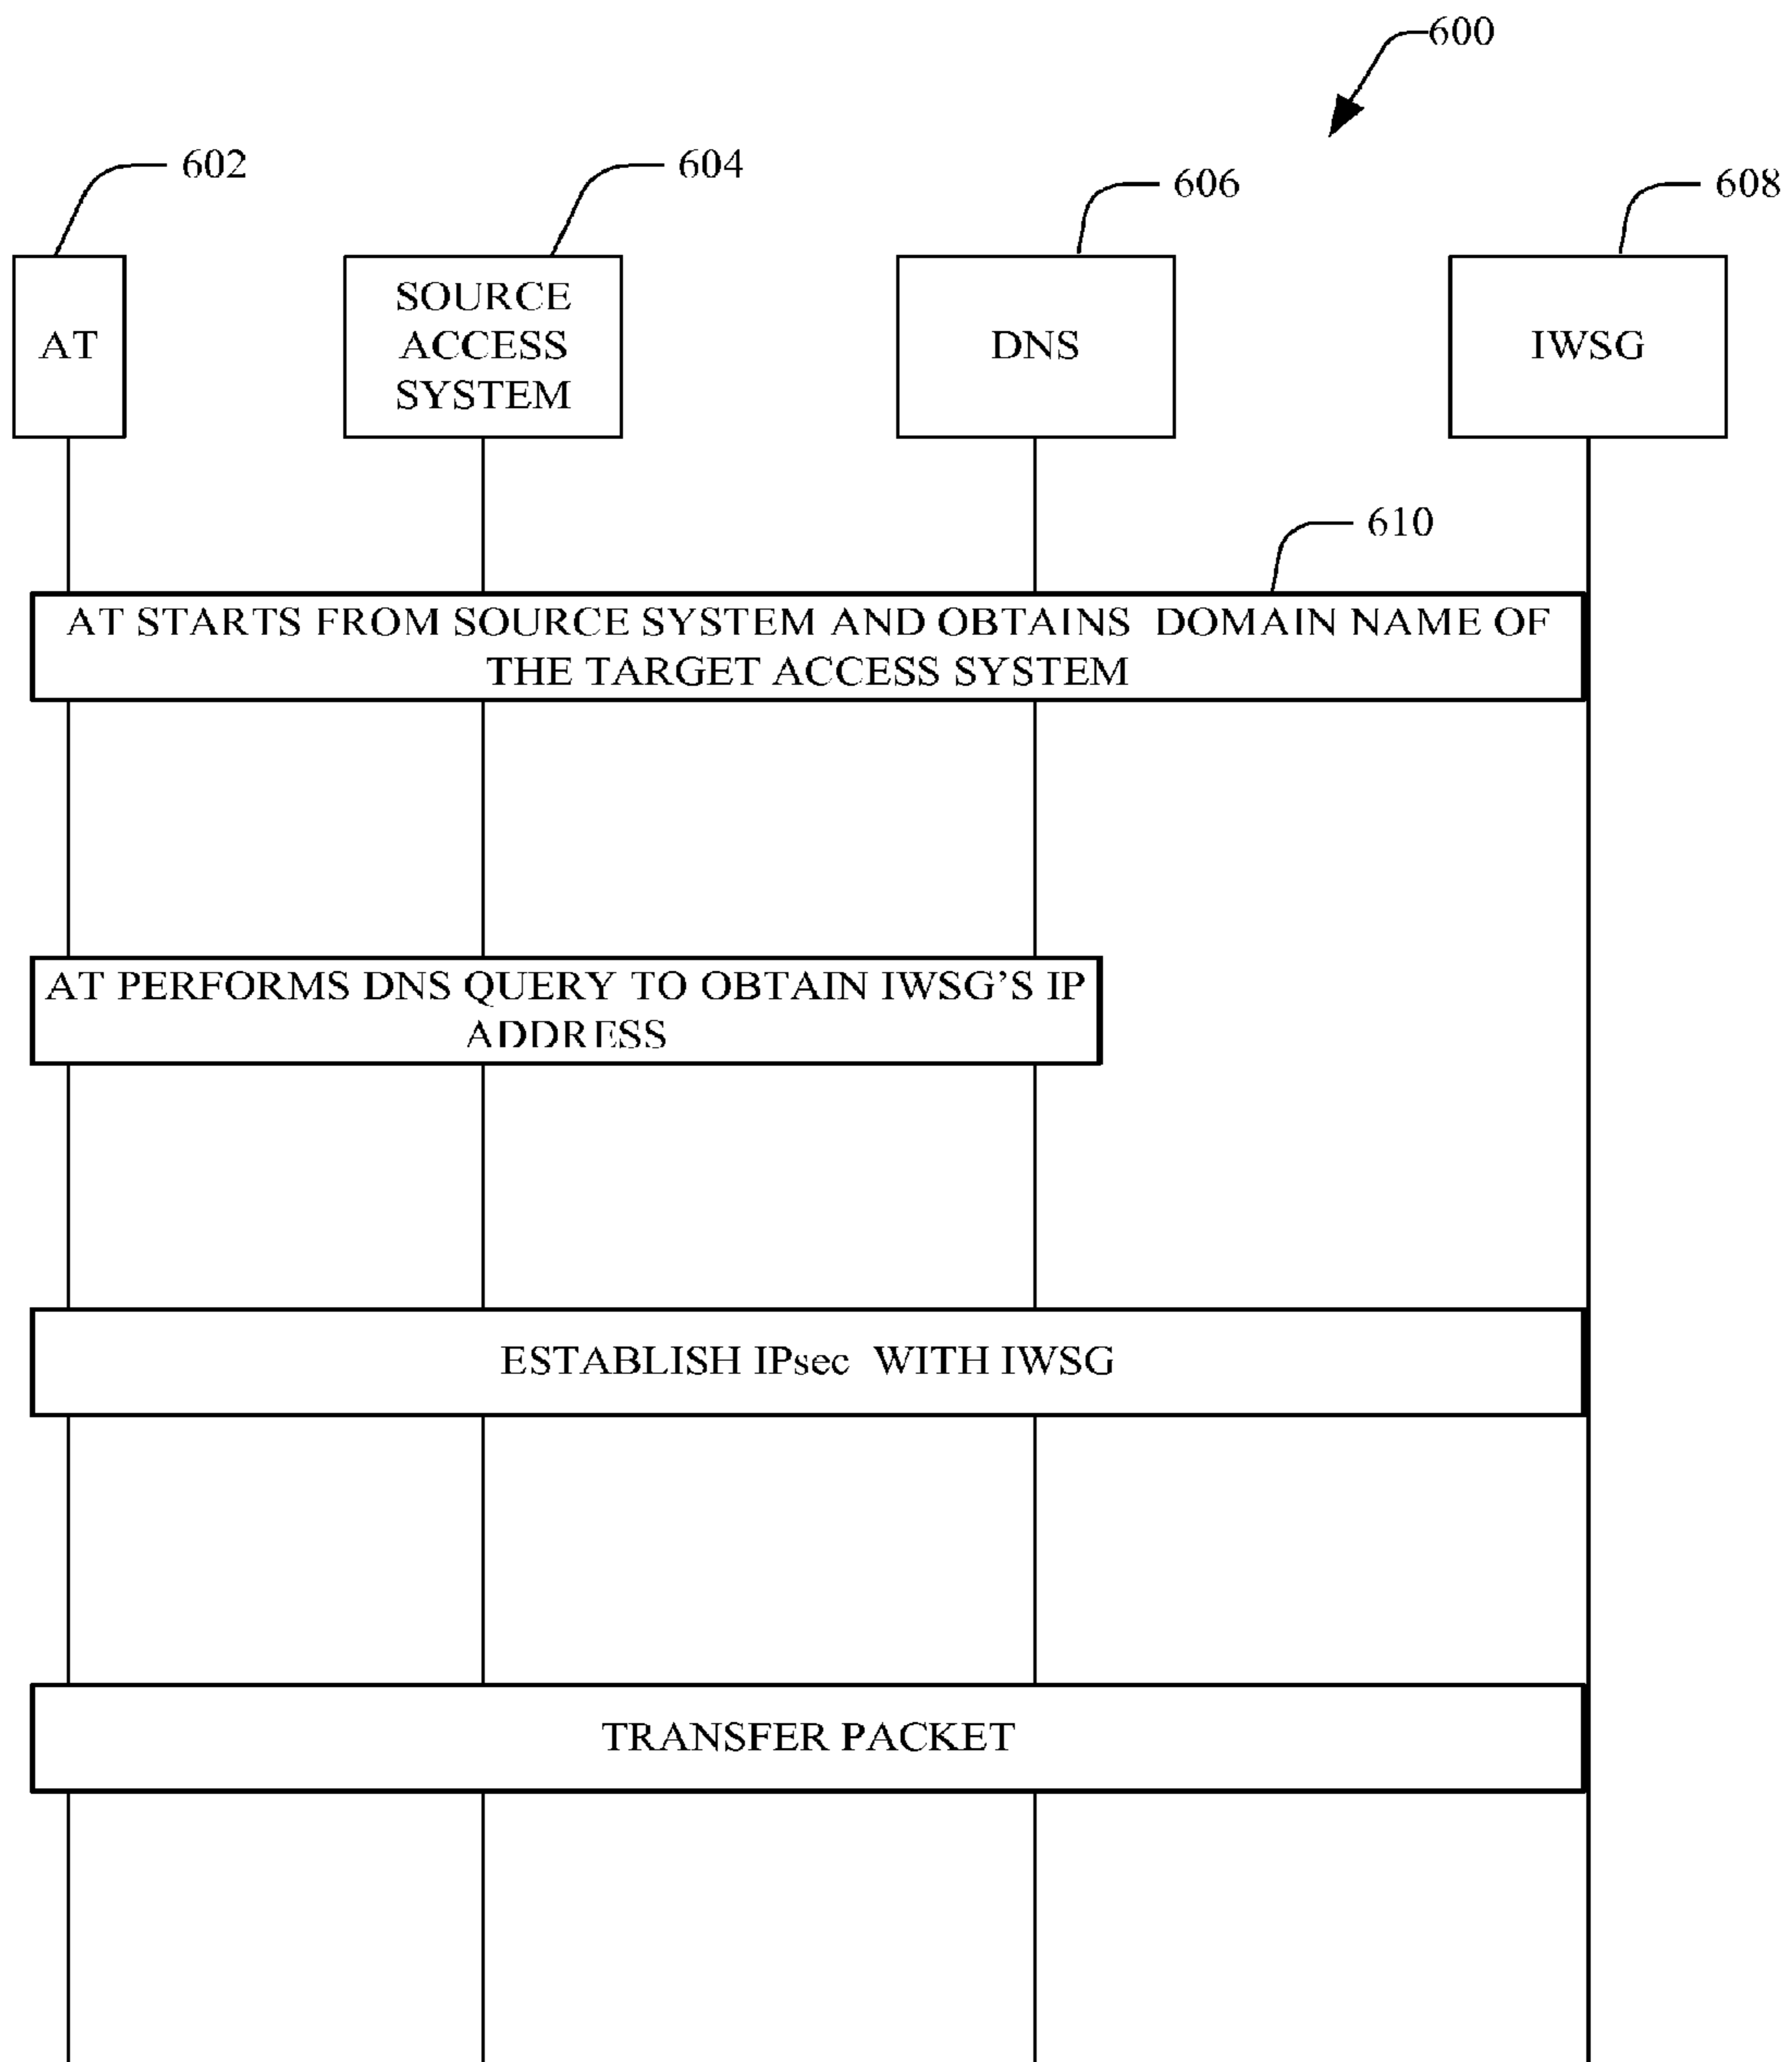 600
602
604
606
608
AT
SOURCE
ACCESS
SYSTEM
DNS
IWSG
610
AT STARTS FROM SOURCE SYSTEM AND OBTAINS DOMAIN NAME OF
THE TARGET ACCESS SYSTEM
AT PERFORMS DNS QUERY TO OBTAIN IWSG'S IP
ADDRESS
ESTABLISH IPsec WITH IWSG
TRANSFER PACKET